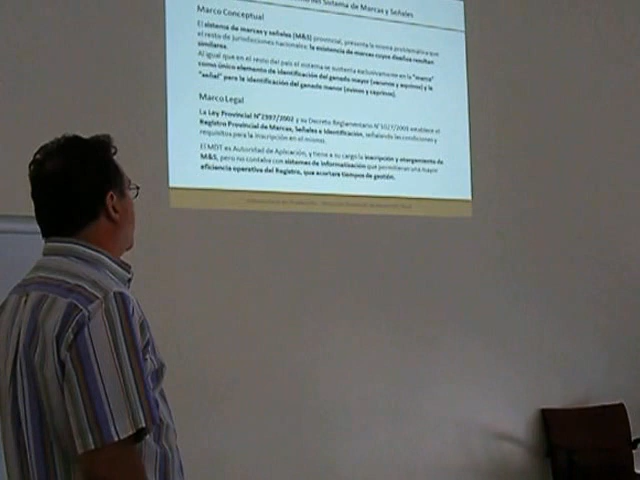 Sistema de Marcas y Señales
Marco Conceptual
El sistema de marcas y señales (M&S) provincial, presenta la misma problemática que
el resto de jurisdicciones nacionales: la existencia de marcas cuyos diseños resultan
similares.
Al igual que en el resto del país el sistema se sustenta exclusivamente en la "marca"
como único elemento de identificación del ganado mayor (vacunos y equinos) y la
"señal" para la identificación del ganado menor (ovinos y caprinos).
Marco Legal
La Ley Provincial N°2397/2002 y su Decreto Reglamentario N° 1027/2003 establece el
Registro Provincial de Marcas, Señales e Identificación, señalando las condiciones y
requisitos para la inscripción en el mismo.
El MDT es Autoridad de Aplicación, y tiene a su cargo la inscripción y otorgamiento de
M&S, pero no contaba con sistemas de informatización que permitieran una mayor
eficiencia operativa del Registro, que acortara tiempos de gestión.